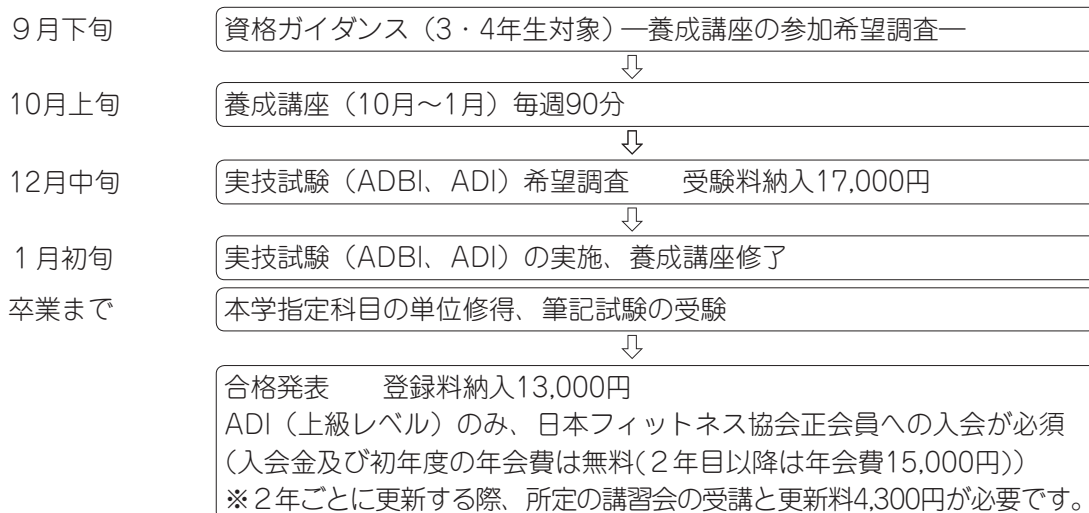 ９月下旬 資格ガイダンス（3・4年生対象）―養成講座の参加希望調査―
10月上旬 養成講座（10月～1月）毎週90分
12月中旬 実技試験（ADBI、ADI）希望調査　受験料納入17,000円
１月初旬 実技試験（ADBI、ADI）の実施、養成講座修了
卒業まで 本学指定科目の単位修得、筆記試験の受験
合格発表　登録料納入13,000円
ADI（上級レベル）のみ、日本フィットネス協会正会員への入会が必須
(入会金及び初年度の年会費は無料(２年目以降は年会費15,000円))
※２年ごとに更新する際、所定の講習会の受講と更新料4,300円が必要です。